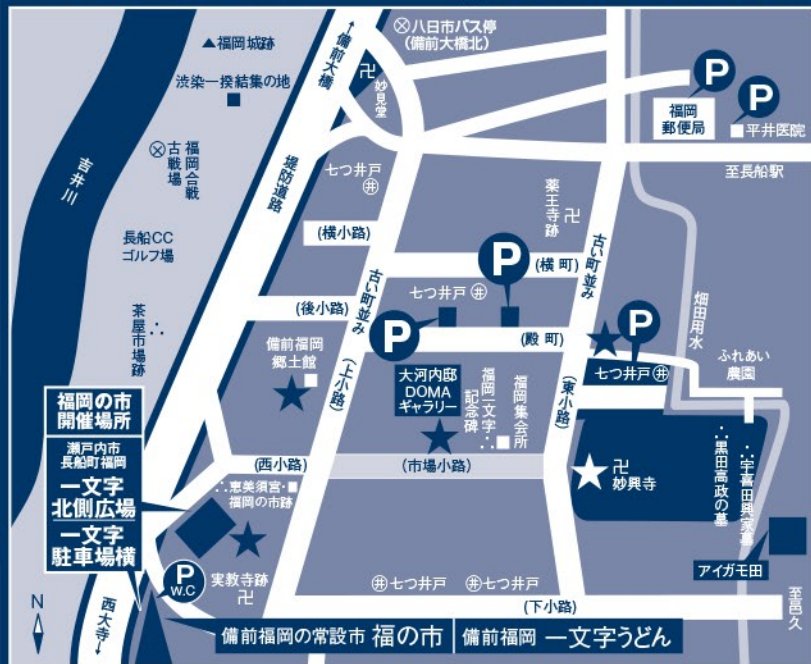 ↑備前大橋
⊗八日市バス停
(備前大橋北)
卍
妙見堂
▲福岡城跡
渋染一揆結集の地
P
福岡
郵便局
P
平井医院
至長船駅
吉井川
⊗
福岡合戦
古戦場
堤防道路
七つ井戸
㊉井
薬王寺跡
卍
古い町並み
(横小路)
長船CC
ゴルフ場
古い町並み
P
(横町)
七つ井戸 井
畑田用水
(後小路)
茶屋市場跡
P
(殿町)
P
七つ井戸 井
ふれあい
農園
備前福岡
郷土館
(上小路)
大河内邸
DOMA
ギャラリー
福岡一文字
記念碑
福岡集会所
(東小路)
福岡の市
開催場所
瀬戸内市
長船町福岡
一文字
北側広場
一文字
駐車場横
(西小路)
(市場小路)
卍
妙興寺
黒田高政の墓
宇喜田興家墓
恵美須宮・
福岡の市跡
アイガモ田
実教寺跡
卍
井七つ井戸
井七つ井戸
P
W.C
(下小路)
至邑久
N
西大寺↓
備前福岡の常設市 福の市
備前福岡 一文字うどん